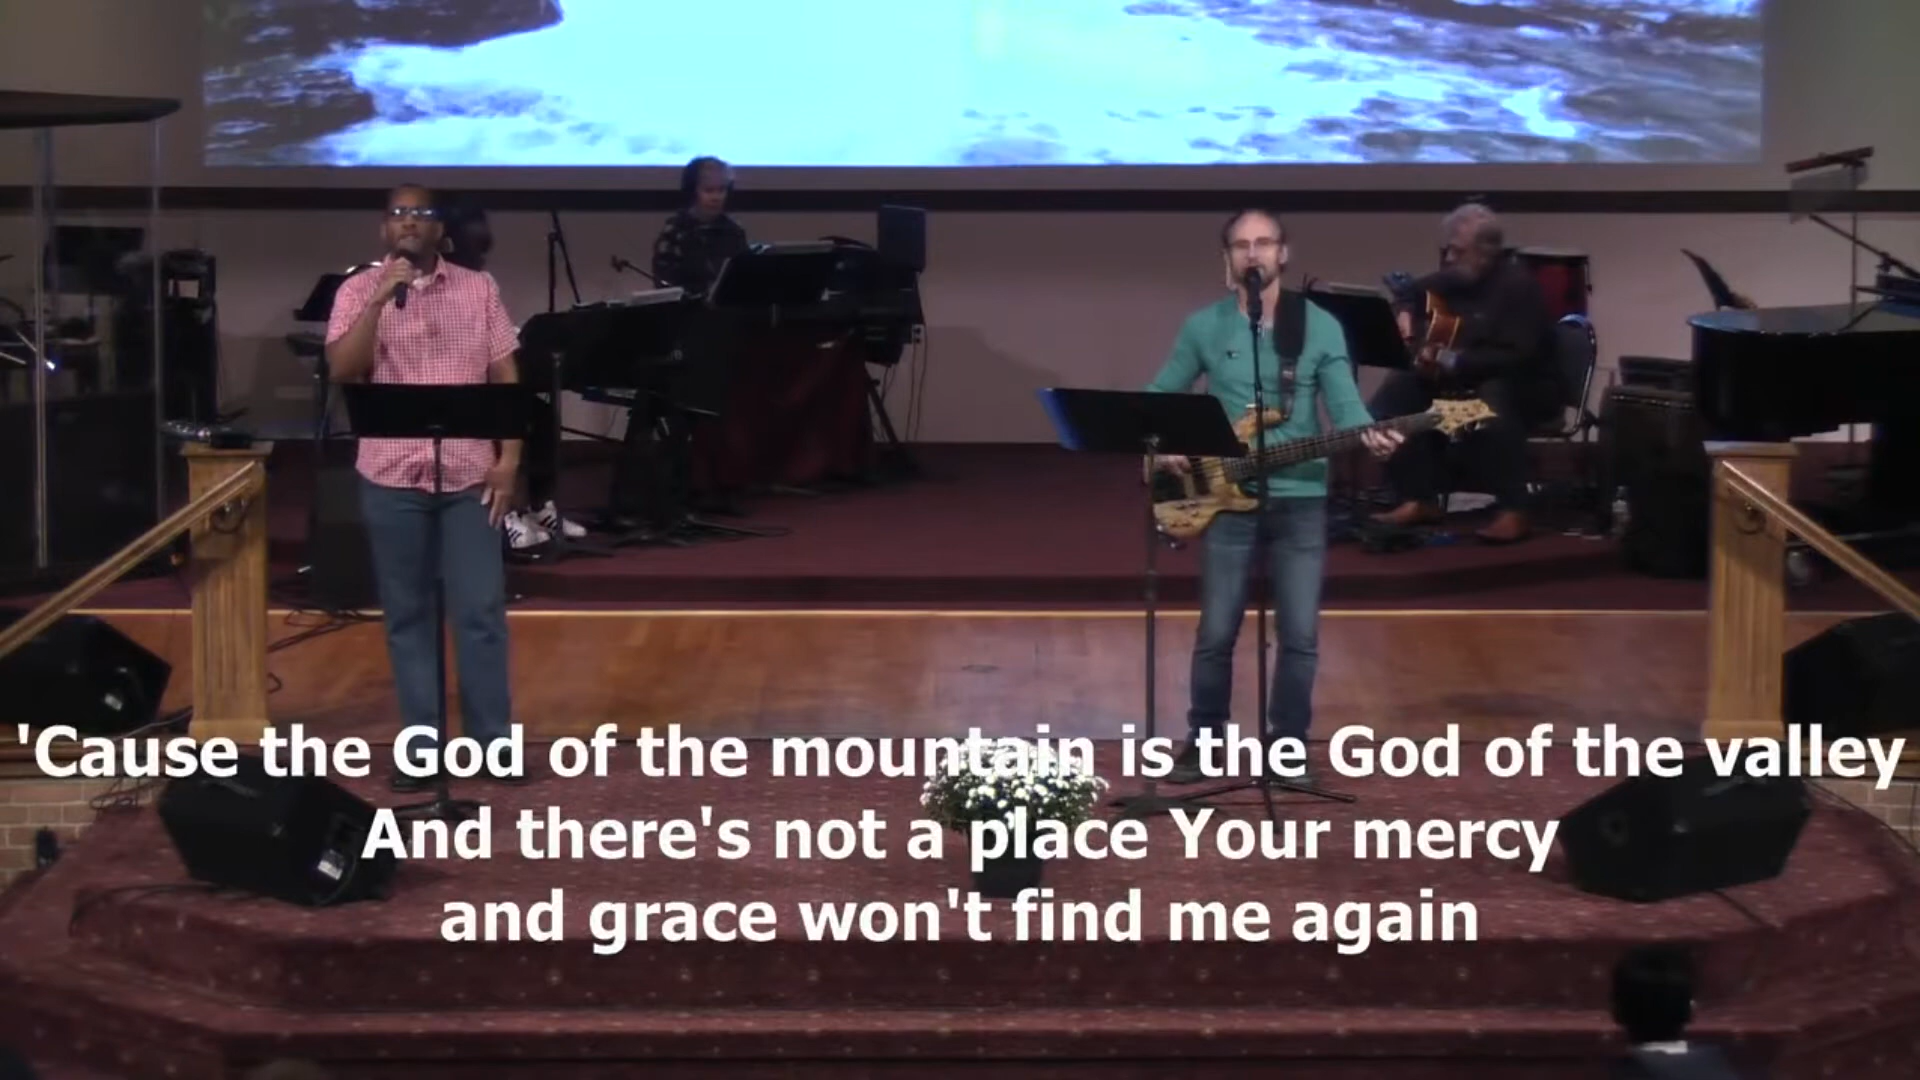 'Cause the God of the mountain is the God of the valley
And there's not a place Your mercy
and grace won't find me again